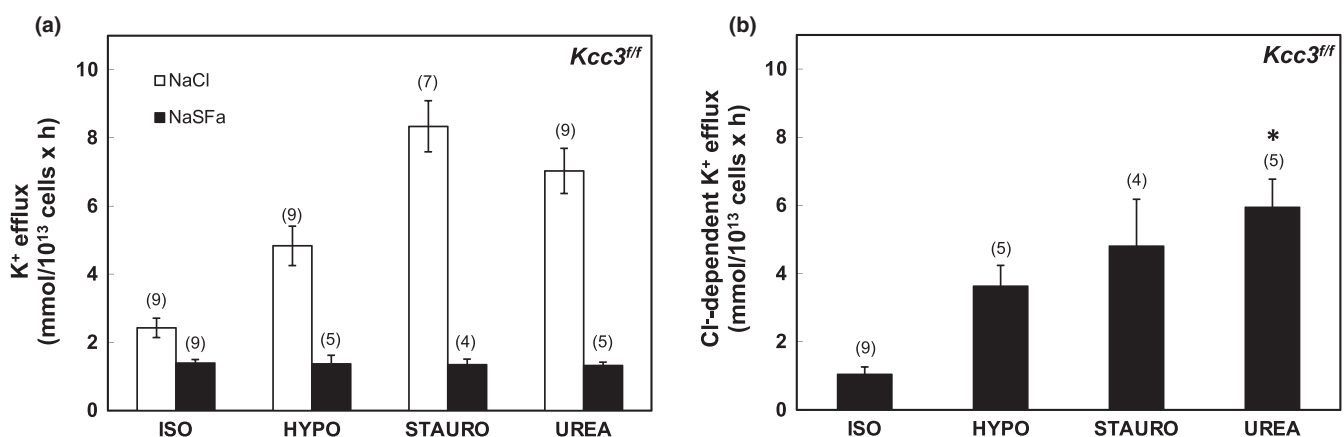 (a)
K⁺ efflux
(mmol/10¹³ cells x h)
10
8
6
4
2
0
Kcc3f/f
NaCl
NaSFa
(9)
(9)
(9)
(5)
(7)
(4)
(9)
(5)
ISO HYPO STAURO UREA
(b)
Cl⁻-dependent K⁺ efflux
(mmol/10¹³ cells x h)
10
8
6
4
2
0
Kcc3f/f
(9)
(5)
(4)
*
(5)
ISO HYPO STAURO UREA